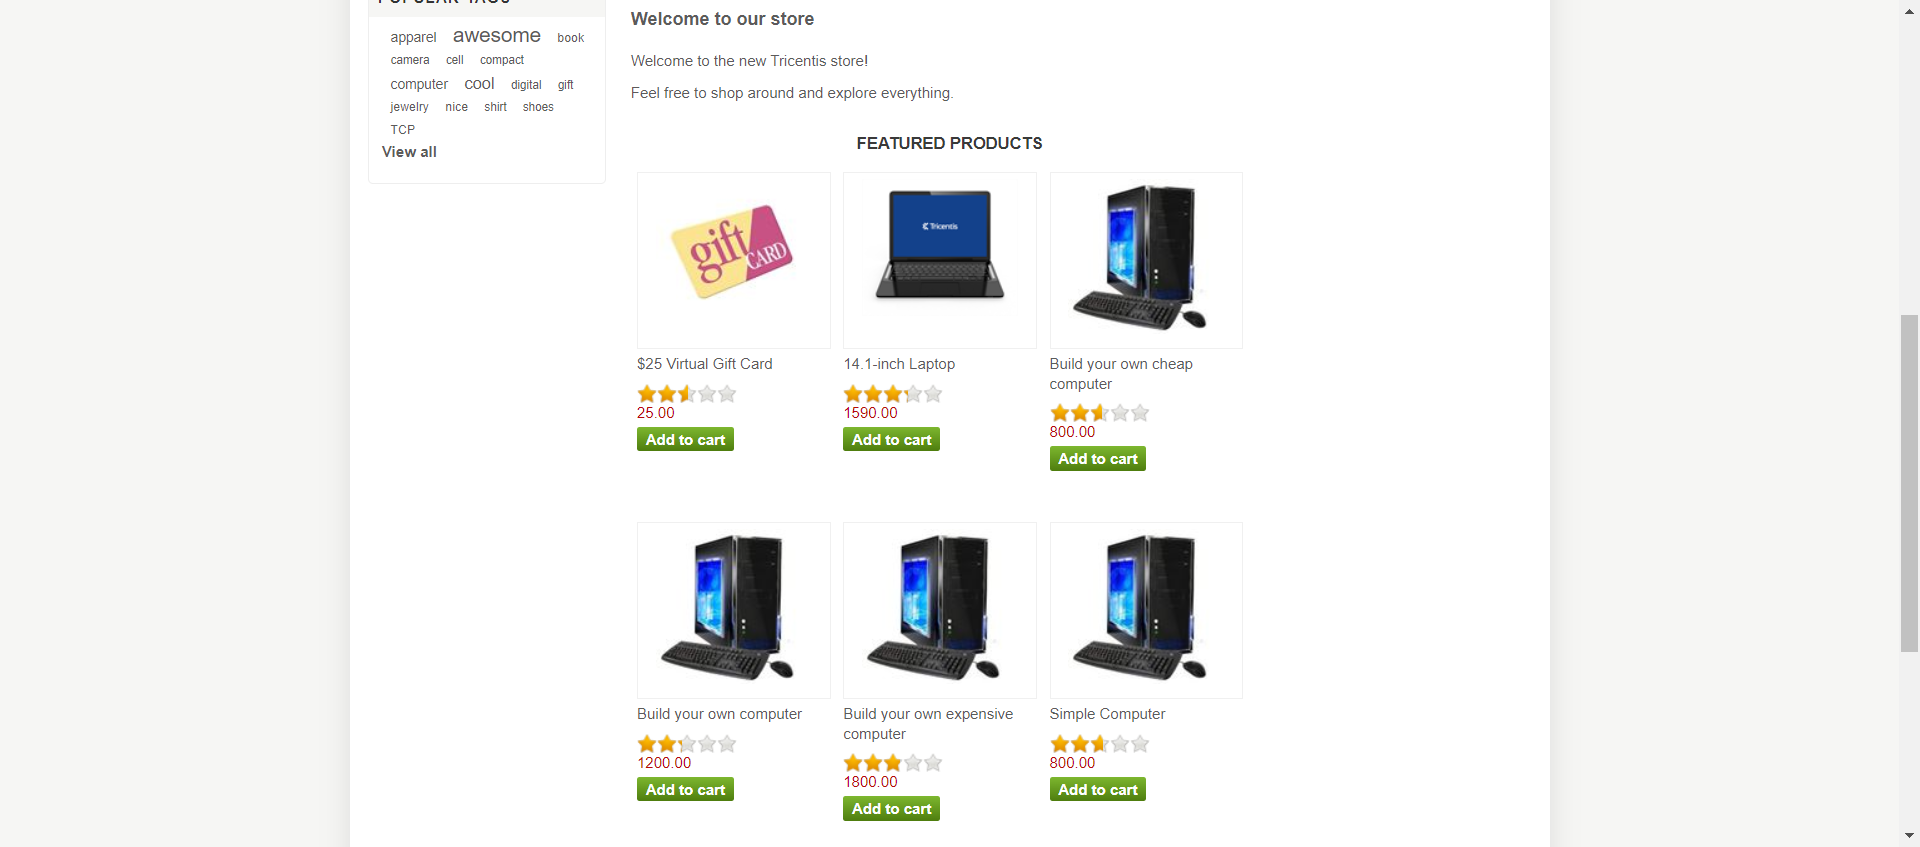 POPULAR TAGS
apparel awesome book
camera cell compact
computer cool digital gift
jewelry nice shirt shoes
TCP
View all
Welcome to our store
Welcome to the new Tricentis store!
Feel free to shop around and explore everything.
FEATURED PRODUCTS
gift CARD
Tricentis
$25 Virtual Gift Card
25.00
Add to cart
14.1-inch Laptop
1590.00
Add to cart
Build your own cheap
computer
800.00
Add to cart
Build your own computer
1200.00
Add to cart
Build your own expensive
computer
1800.00
Add to cart
Simple Computer
800.00
Add to cart